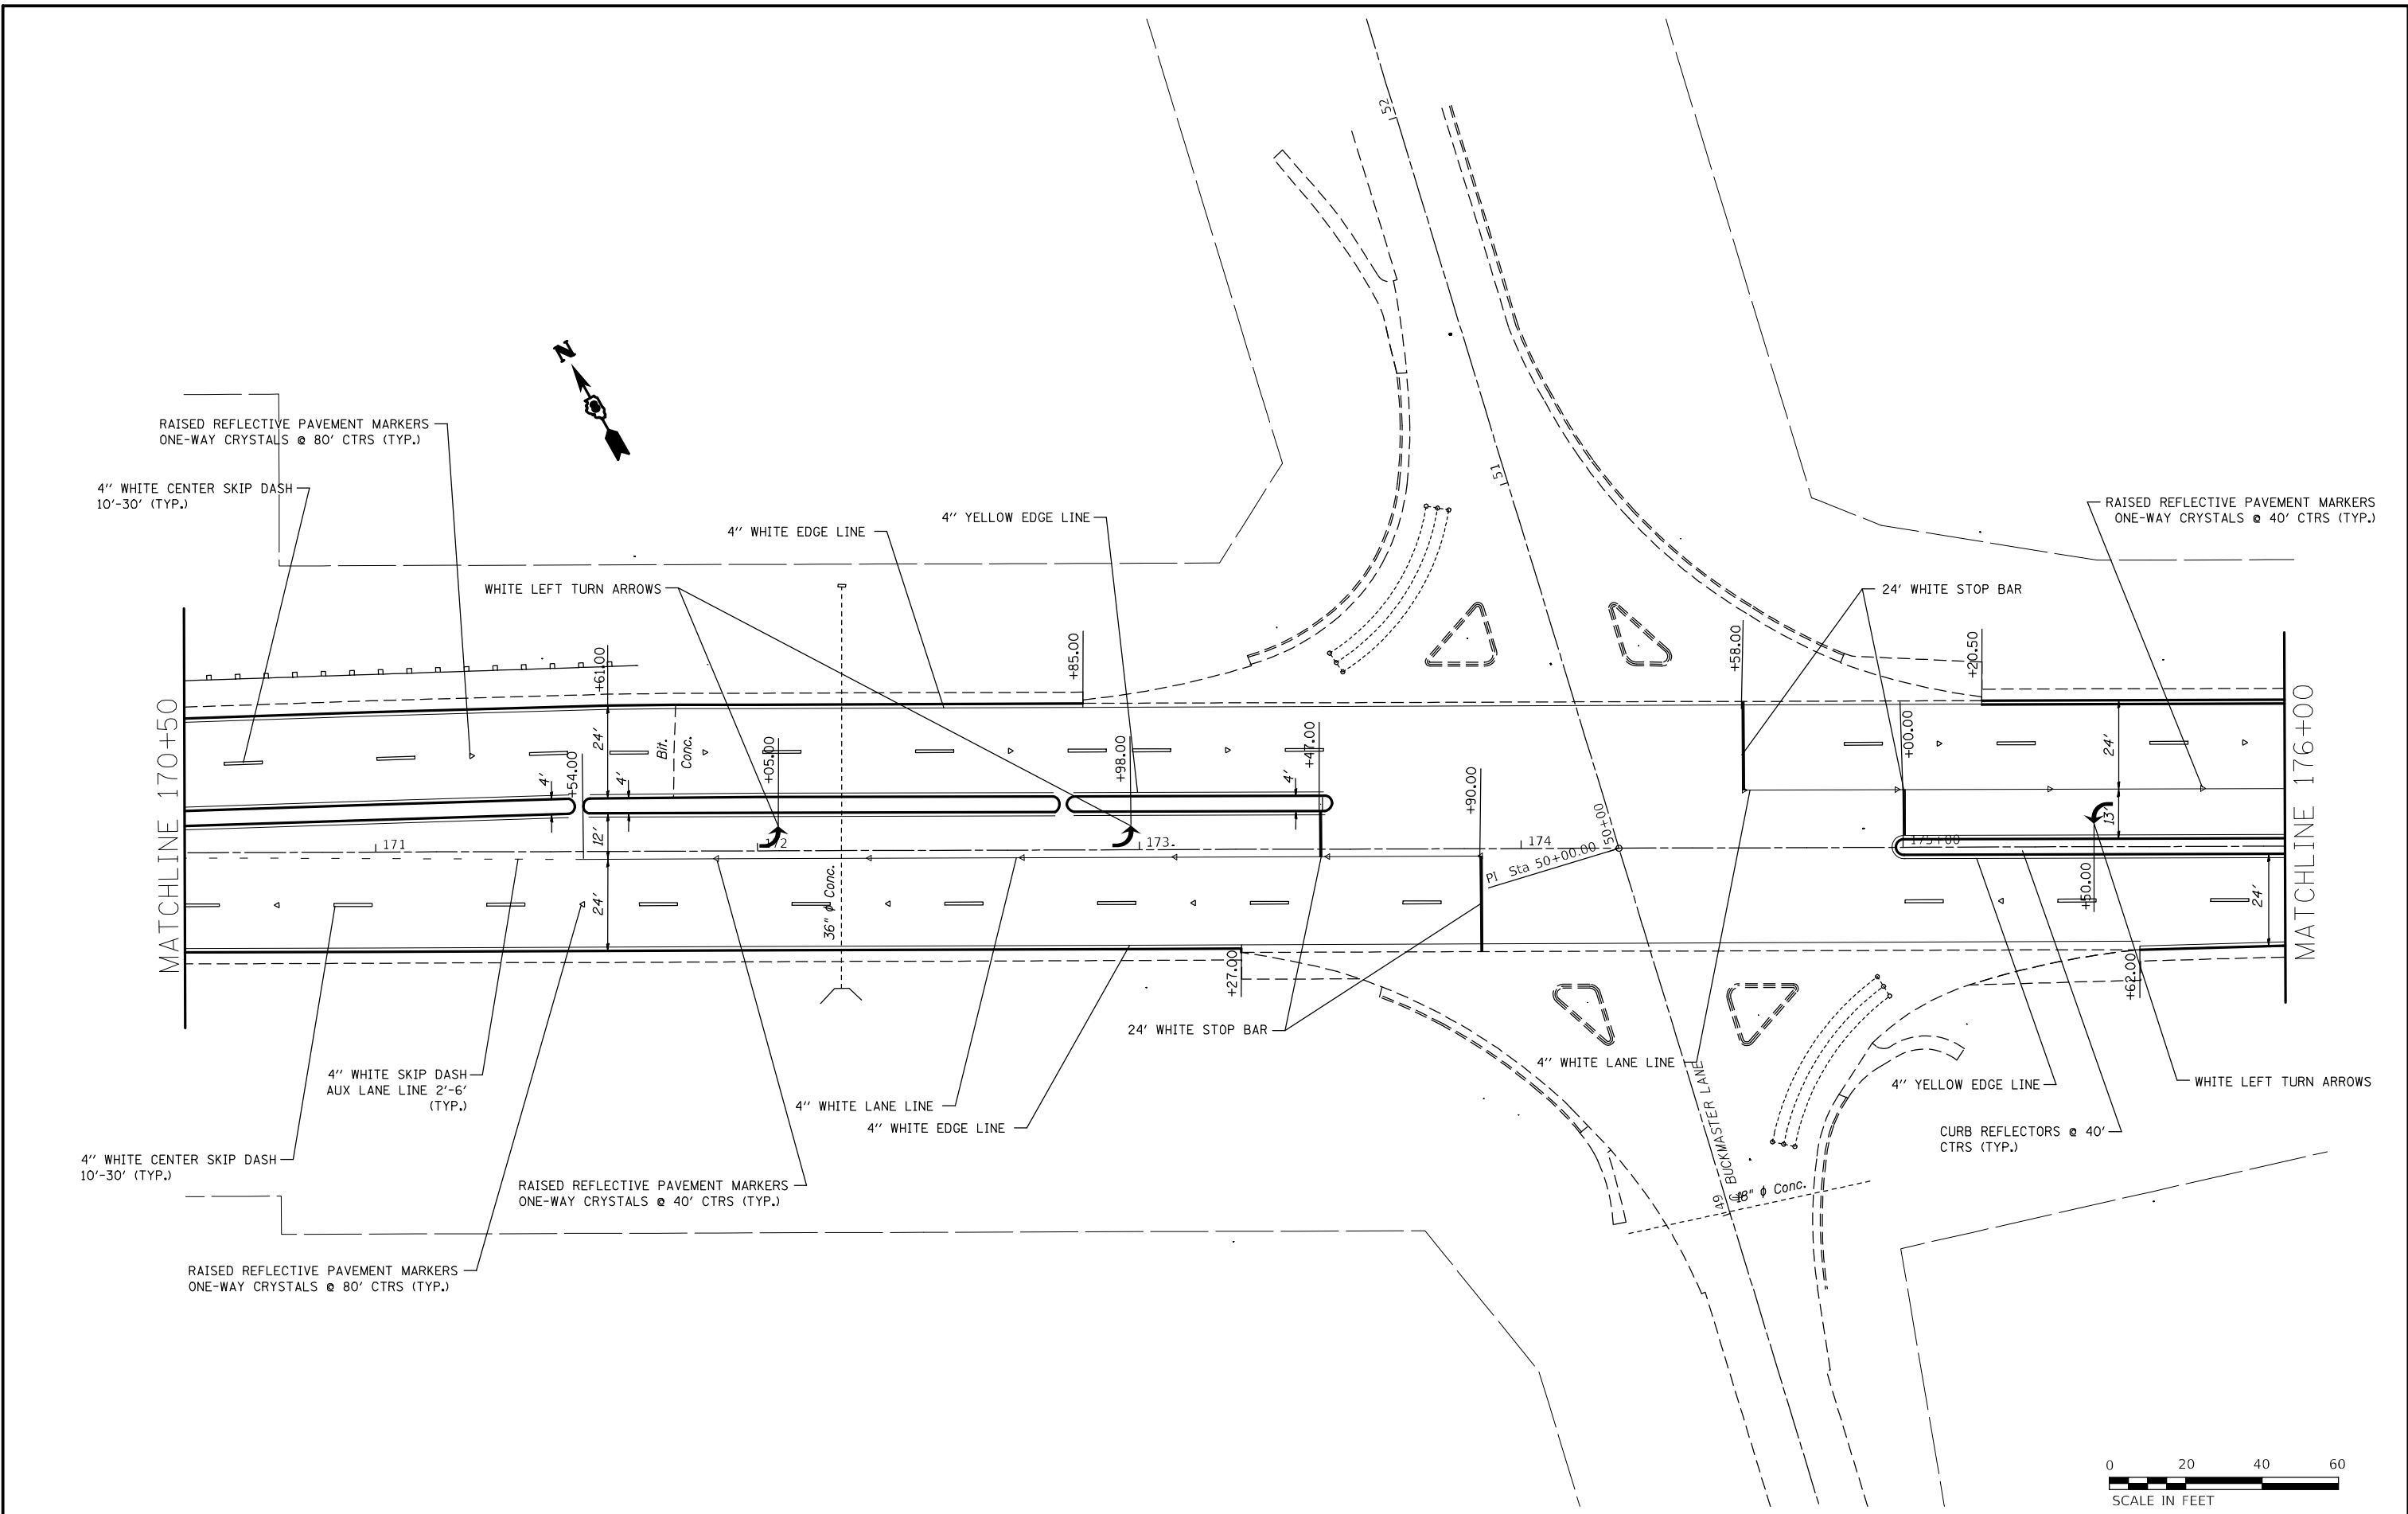 52
N
RAISED REFLECTIVE PAVEMENT MARKERS
ONE-WAY CRYSTALS @ 80' CTRS (TYP.)
4" WHITE CENTER SKIP DASH
10'-30' (TYP.)
51
RAISED REFLECTIVE PAVEMENT MARKERS
ONE-WAY CRYSTALS @ 40' CTRS (TYP.)
4" YELLOW EDGE LINE
4" WHITE EDGE LINE
WHITE LEFT TURN ARROWS
24' WHITE STOP BAR
+61.00
+85.00
+58.00
+20.50
MATCHLINE 170+50
24'
Bit.
Conc.
+54.00
+05.00
+98.00
+47.00
+90.00
+00.00
24'
MATCHLINE 176+00
4'
4'
4'
12'
13'
171
172
173
174
50+00
175+00
PI Sta 50+00.00
24'
36" ϕ Conc.
+50.00
24'
+27.00
+62.00
24' WHITE STOP BAR
4" WHITE LANE LINE
4" WHITE SKIP DASH
AUX LANE LINE 2'-6'
(TYP.)
4" YELLOW EDGE LINE
WHITE LEFT TURN ARROWS
4" WHITE LANE LINE
4" WHITE EDGE LINE
CURB REFLECTORS @ 40'
CTRS (TYP.)
4" WHITE CENTER SKIP DASH
10'-30' (TYP.)
RAISED REFLECTIVE PAVEMENT MARKERS
ONE-WAY CRYSTALS @ 40' CTRS (TYP.)
℄ BUCKMASTER LANE
49
18" ϕ Conc.
RAISED REFLECTIVE PAVEMENT MARKERS
ONE-WAY CRYSTALS @ 80' CTRS (TYP.)
0 20 40 60
SCALE IN FEET